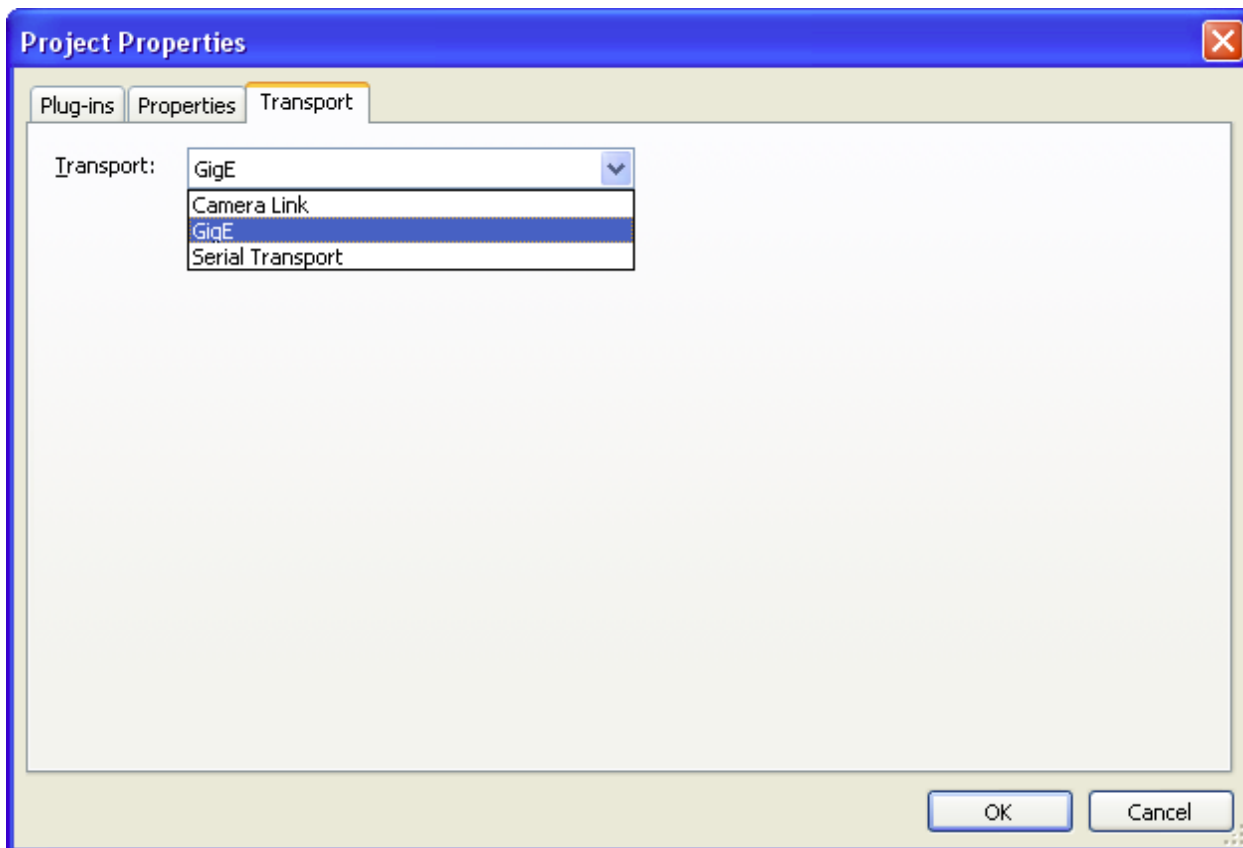 Project Properties
Plug-ins Properties Transport
Transport: GigE
Camera Link
GigE
Serial Transport
OK Cancel